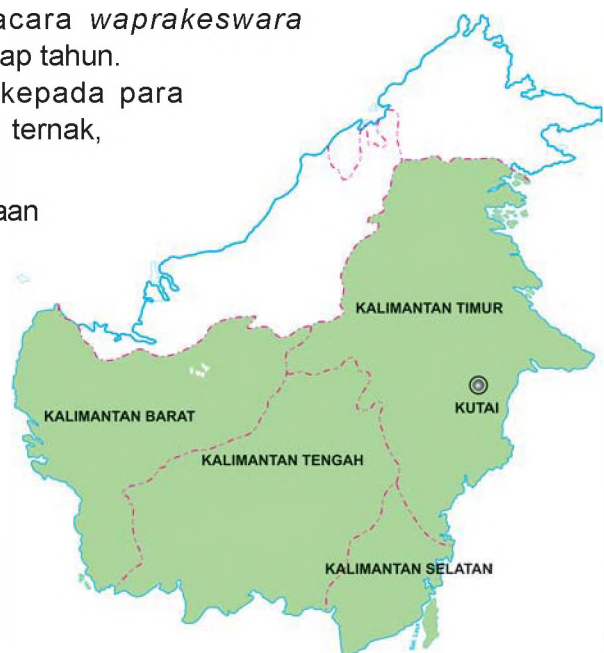 acara waprakeswara
ap tahun.
kepada para
ternak,
aan
KALIMANTAN TIMUR
KUTAI
KALIMANTAN BARAT
KALIMANTAN TENGAH
KALIMANTAN SELATAN